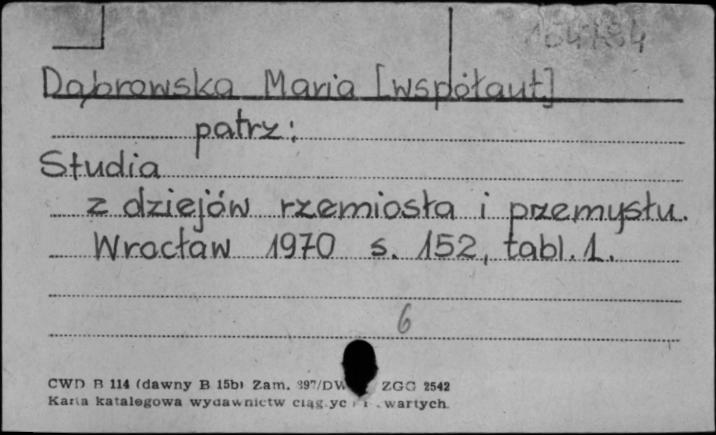 Dąbrowska Maria [współaut]
patrz:
Studia
z dziejów rzemiosła i przemysłu.
Wrocław 1970 s. 152, tabl. 1.
6
CWD B 114 (dawny B 15b) Zam. 397/DW ZGG 2542
Karta katalogowa wydawnictw wartych.